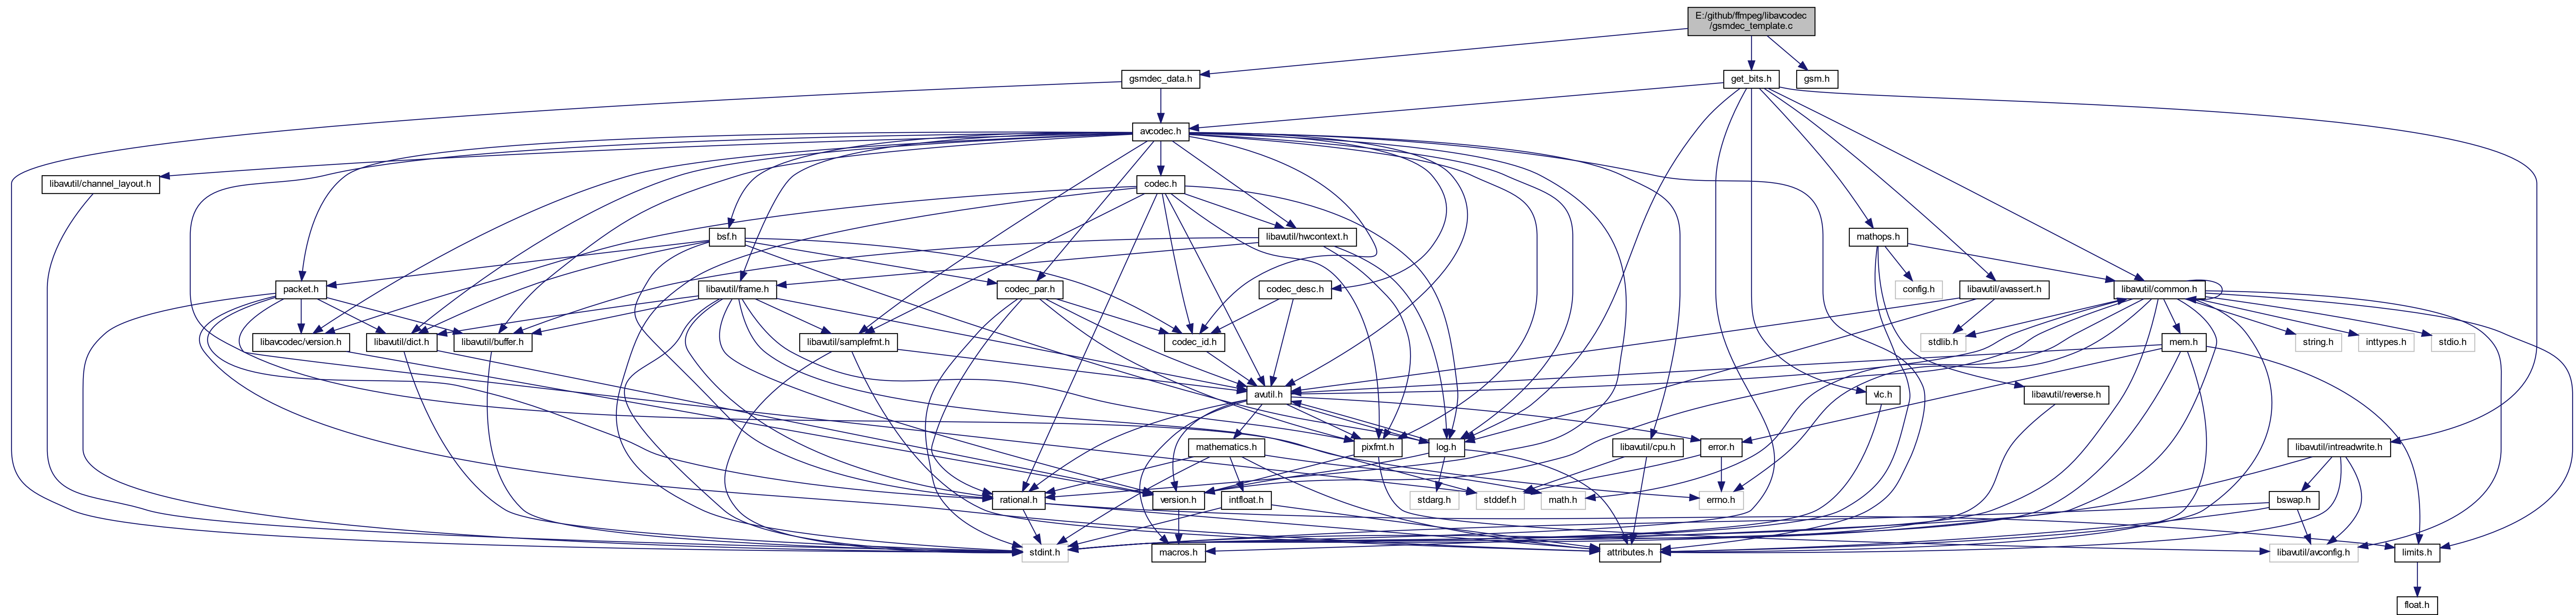 E:/github/ffmpeg/libavcodec
/gsmdec_template.c
gsmdec_data.h
get_bits.h
gsm.h
avcodec.h
libavutil/channel_layout.h
codec.h
bsf.h
libavutil/hwcontext.h
mathops.h
packet.h
libavutil/frame.h
codec_par.h
codec_desc.h
config.h
libavutil/avassert.h
libavutil/common.h
libavcodec/version.h
libavutil/dict.h
libavutil/buffer.h
libavutil/samplefmt.h
codec_id.h
stdlib.h
mem.h
string.h
inttypes.h
stdio.h
avutil.h
vlc.h
libavutil/reverse.h
mathematics.h
pixfmt.h
log.h
libavutil/cpu.h
error.h
libavutil/intreadwrite.h
rational.h
version.h
intfloat.h
stdarg.h
stddef.h
math.h
errno.h
bswap.h
stdint.h
macros.h
attributes.h
libavutil/avconfig.h
limits.h
float.h